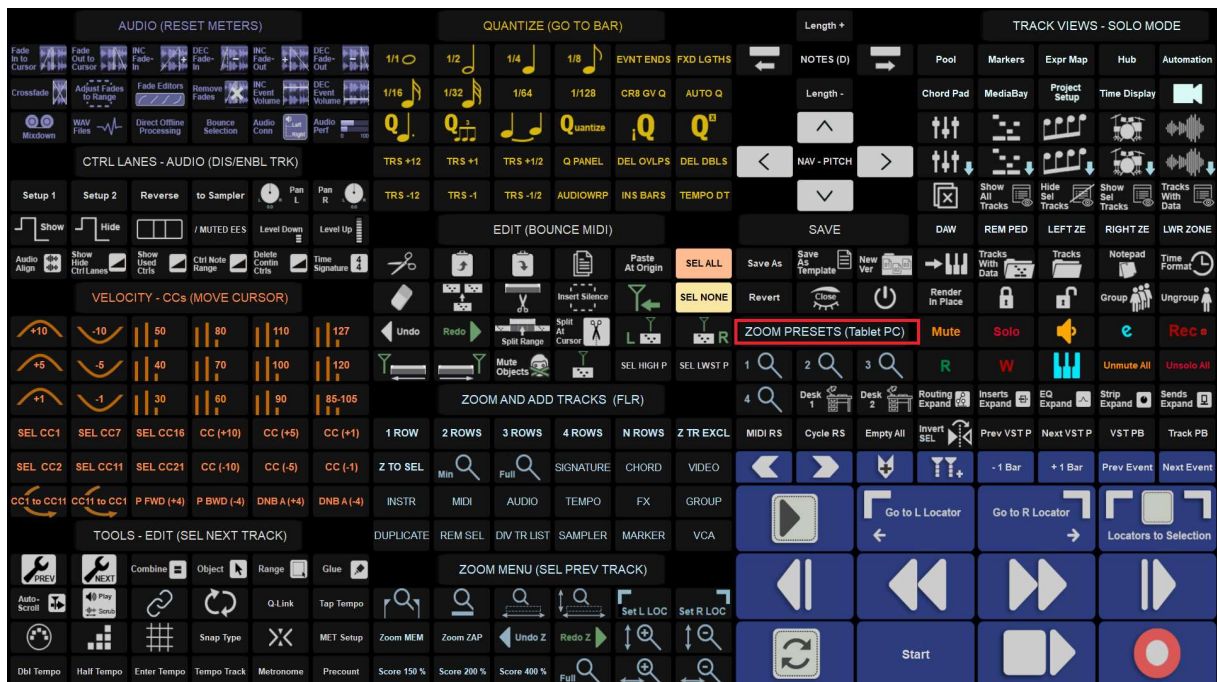 AUDIO (RESET METERS)
QUANTIZE (GO TO BAR)
Length +
TRACK VIEWS - SOLO MODE
Fade In to Cursor
Fade Out to Cursor
INC Fade-In
DEC Fade-In
INC Fade-Out
DEC Fade-Out
1/1
1/2
1/4
1/8
EVNT ENDS
FXD LGTHS
NOTES (D)
Pool
Markers
Expr Map
Hub
Automation
Crossfade
Adjust Fades to Range
Fade Editors
Remove Fades
INC Event Volume
DEC Event Volume
1/16
1/32
1/64
1/128
CR8 GV Q
AUTO Q
Length -
Chord Pad
MediaBay
Project Setup
Time Display
Mixdown
WAV Files
Direct Offline Processing
Bounce Selection
Audio Conn
Left
Right
Audio Perf
0 100
Q.
Q 3
Quantize
iQ
Q
CTRL LANES - AUDIO (DIS/ENBL TRK)
TRS +12
TRS +1
TRS +1/2
Q PANEL
DEL OVLPS
DEL DBLS
NAV - PITCH
Setup 1
Setup 2
Reverse
to Sampler
Pan L
Pan R
TRS -12
TRS -1
TRS -1/2
AUDIOWRP
INS BARS
TEMPO DT
Show All Tracks
Hide Sel Tracks
Show Sel Tracks
Tracks With Data
Show
Hide
/ MUTED EES
Level Down
Level Up
EDIT (BOUNCE MIDI)
SAVE
DAW
REM PED
LEFT ZE
RIGHT ZE
LWR ZONE
Audio Align
Show Hide Ctrl Lanes
Show Used Ctrls
Ctrl Note Range
Delete Contin Ctrls
Time Signature
4 4
Paste At Origin
SEL ALL
Save As
Save As Template
New Ver
Tracks With Data
Tracks
Notepad
Time Format
VELOCITY - CCs (MOVE CURSOR)
Insert Silence
SEL NONE
Revert
Close
Render In Place
Group
Ungroup
+10
-10
50
80
110
127
Undo
Redo
Split Range
Split At Cursor
L
R
ZOOM PRESETS (Tablet PC)
Mute
Solo
e
Rec
+5
-5
40
70
100
120
Mute Objects
SEL HIGH P
SEL LWST P
1
2
3
R
W
Unmute All
Unsolo All
+1
-1
30
60
90
85-105
ZOOM AND ADD TRACKS (FLR)
4
Desk 1
Desk 2
Routing Expand
Inserts Expand
EQ Expand
Strip Expand
Sends Expand
SEL CC1
SEL CC7
SEL CC16
CC (+10)
CC (+5)
CC (+1)
1 ROW
2 ROWS
3 ROWS
4 ROWS
N ROWS
Z TR EXCL
MIDI RS
Cycle RS
Empty All
Invert SEL
Prev VST P
Next VST P
VST PB
Track PB
SEL CC2
SEL CC11
SEL CC21
CC (-10)
CC (-5)
CC (-1)
Z TO SEL
Min
Full
SIGNATURE
CHORD
VIDEO
- 1 Bar
+ 1 Bar
Prev Event
Next Event
CC1 to CC11
CC11 to CC1
P FWD (+4)
P BWD (-4)
DNB A (+4)
DNB A (-4)
INSTR
MIDI
AUDIO
TEMPO
FX
GROUP
Go to L Locator
Go to R Locator
Locators to Selection
TOOLS - EDIT (SEL NEXT TRACK)
DUPLICATE
REM SEL
DIV TR LIST
SAMPLER
MARKER
VCA
PREV
NEXT
Combine
Object
Range
Glue
ZOOM MENU (SEL PREV TRACK)
Auto-Scroll
Play
Scrub
Q-Link
Tap Tempo
Set L LOC
Set R LOC
Snap Type
MET Setup
Zoom MEM
Zoom ZAP
Undo Z
Redo Z
Start
Dbl Tempo
Half Tempo
Enter Tempo
Tempo Track
Metronome
Precount
Score 150 %
Score 200 %
Score 400 %
Full